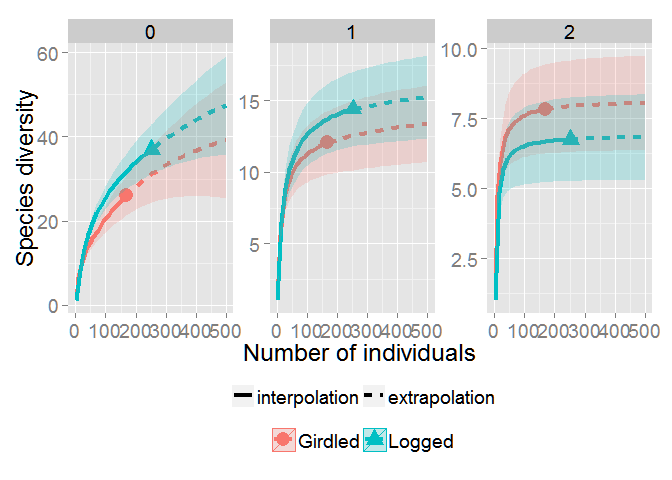 0 1 2
60
40
20
0
15
10
5
10.0
7.5
5.0
2.5
Species diversity
0 100 200 300 400 500 0 100 200 300 400 500 0 100 200 300 400 500
Number of individuals
interpolation extrapolation
Girdled Logged